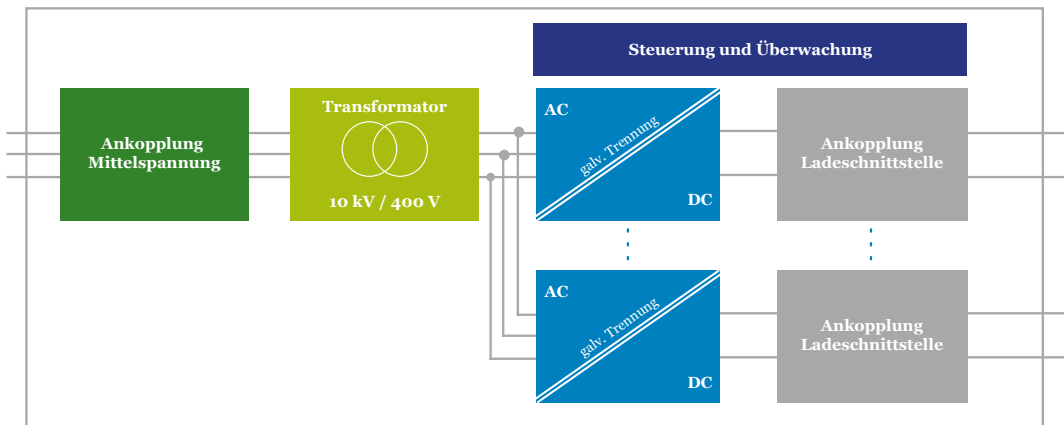 Steuerung und Überwachung
Ankopplung
Mittelspannung
Transformator
10 kV / 400 V
AC
galv. Trennung
DC
Ankopplung
Ladeschnittstelle
AC
galv. Trennung
DC
Ankopplung
Ladeschnittstelle